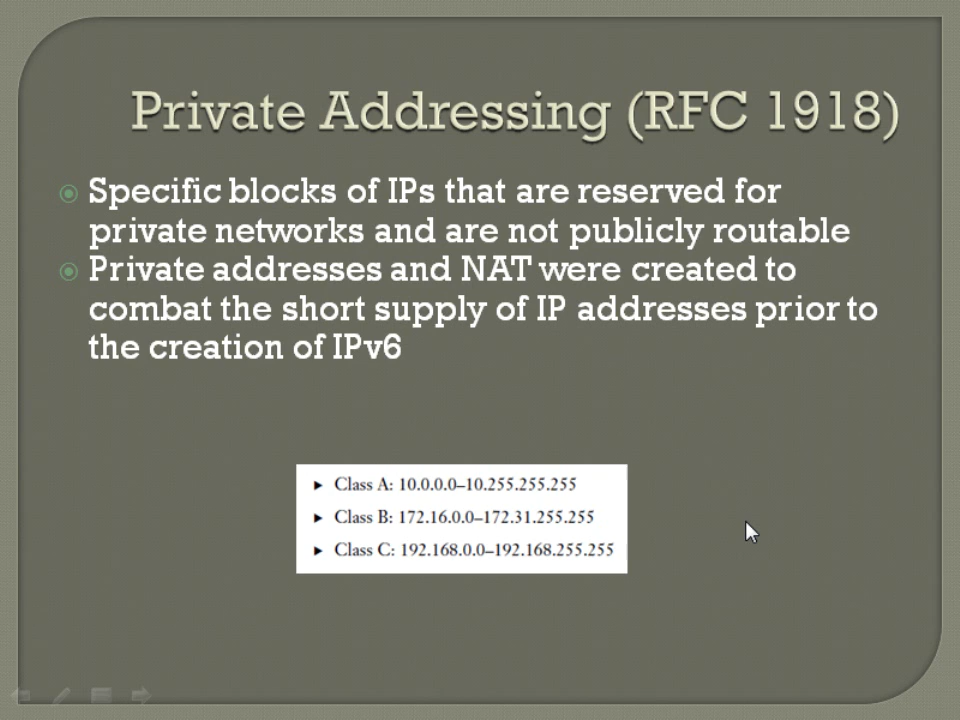 Private Addressing (RFC 1918)
Specific blocks of IPs that are reserved for
private networks and are not publicly routable
Private addresses and NAT were created to
combat the short supply of IP addresses prior to
the creation of IPv6
Class A: 10.0.0.0–10.255.255.255
Class B: 172.16.0.0–172.31.255.255
Class C: 192.168.0.0–192.168.255.255